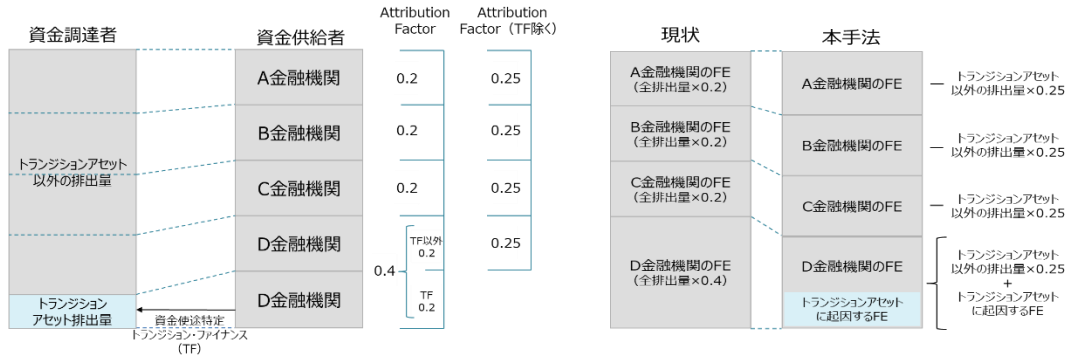 資金調達者
資金供給者
Attribution
Factor
Attribution
Factor（TF除く）
トランジションアセット
以外の排出量
トランジション
アセット排出量
資金使途特定
トランジション・ファイナンス
（TF）
A金融機関
B金融機関
C金融機関
D金融機関
D金融機関
0.2
0.2
0.2
0.4
TF以外
0.2
TF
0.2
0.25
0.25
0.25
0.25
現状
本手法
A金融機関のFE
（全排出量×0.2）
B金融機関のFE
（全排出量×0.2）
C金融機関のFE
（全排出量×0.2）
D金融機関のFE
（全排出量×0.4）
A金融機関のFE
B金融機関のFE
C金融機関のFE
D金融機関のFE
トランジションアセット
に起因するFE
トランジションアセット
以外の排出量×0.25
トランジションアセット
以外の排出量×0.25
トランジションアセット
以外の排出量×0.25
トランジションアセット
以外の排出量×0.25
+
トランジションアセット
に起因するFE